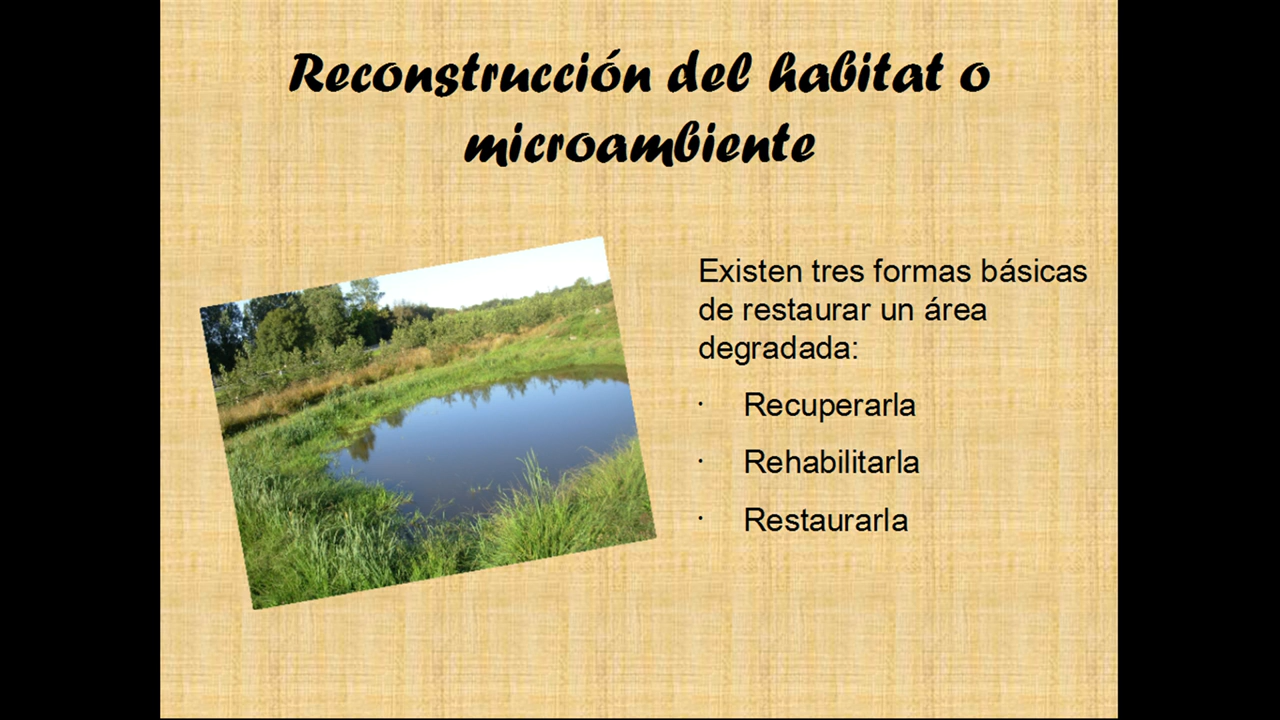 Reconstrucción del habitat o
microambiente
Existen tres formas básicas
de restaurar un área
degradada:
· Recuperarla
· Rehabilitarla
· Restaurarla